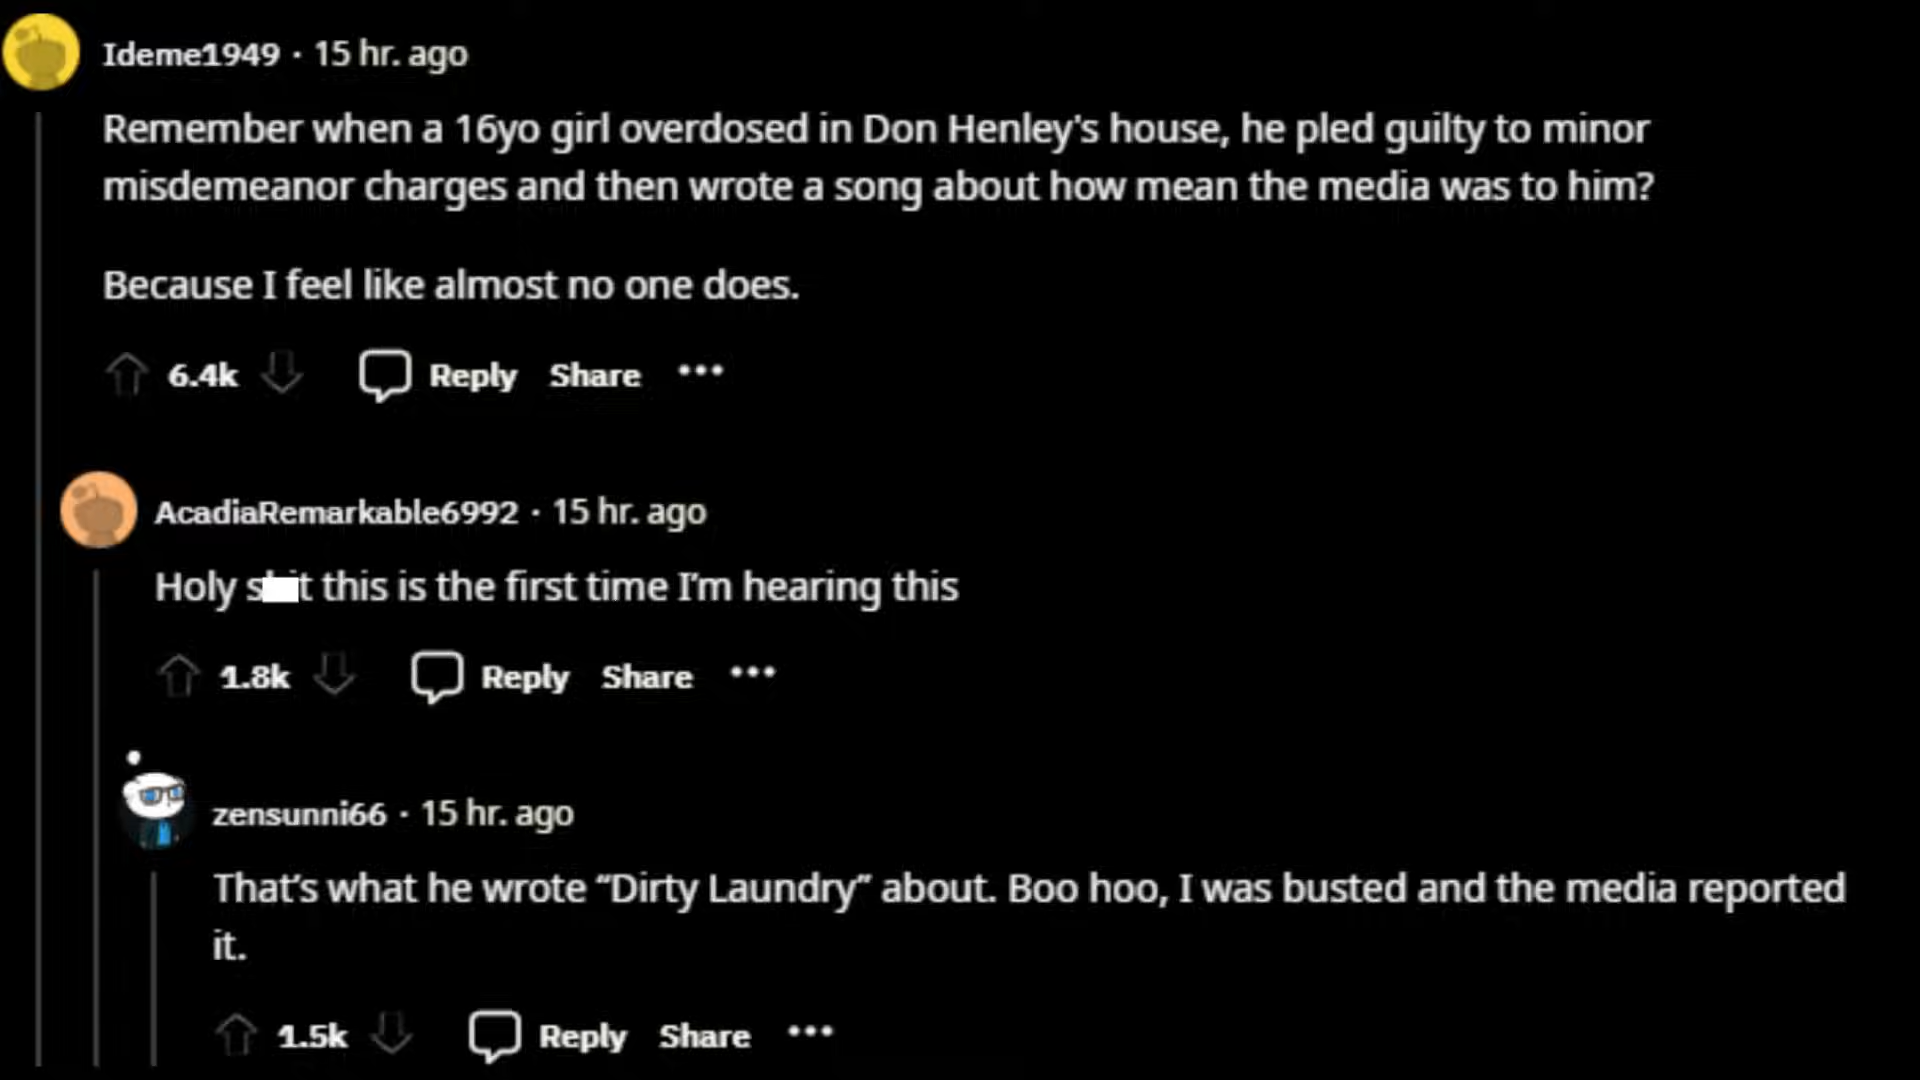 Ideme1949 · 15 hr. ago
Remember when a 16yo girl overdosed in Don Henley's house, he pled guilty to minor
misdemeanor charges and then wrote a song about how mean the media was to him?
Because I feel like almost no one does.
6.4k Reply Share •••
AcadiaRemarkable6992 · 15 hr. ago
Holy s t this is the first time I'm hearing this
1.8k Reply Share •••
zensunni66 · 15 hr. ago
That's what he wrote “Dirty Laundry” about. Boo hoo, I was busted and the media reported
it.
1.5k Reply Share •••